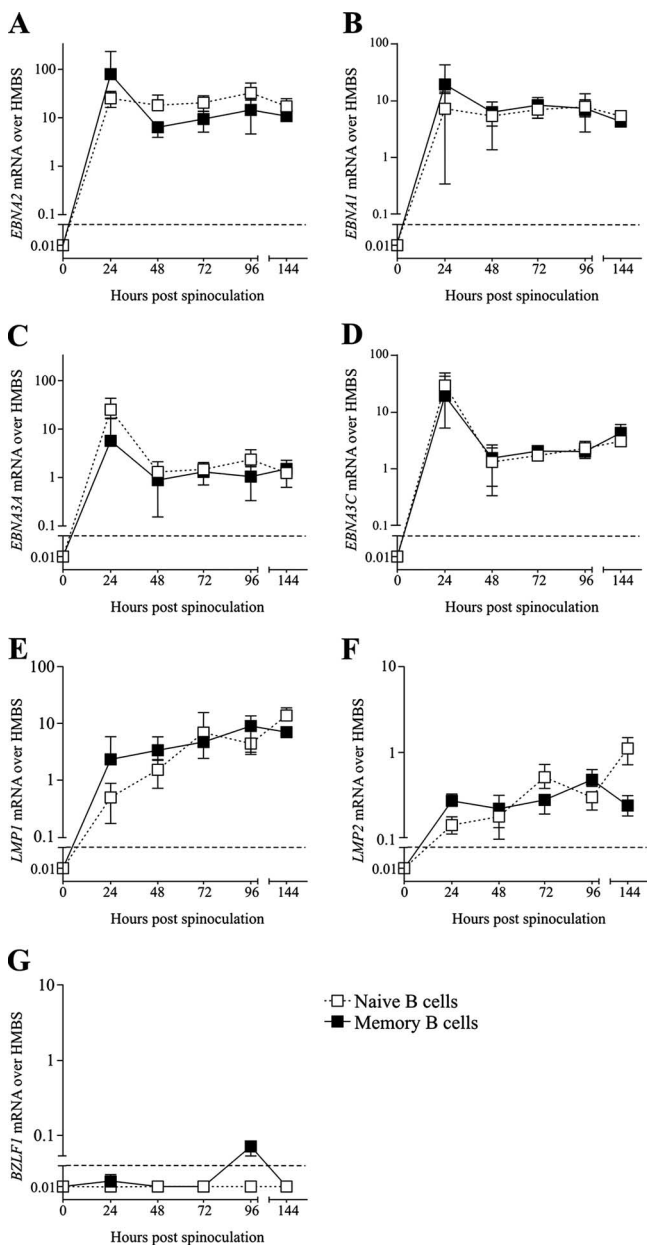 A
EBNA2 mRNA over HMBS
100
10
1
0.1
0.01
0 24 48 72 96 144
Hours post spinoculation
B
EBNA1 mRNA over HMBS
100
10
1
0.1
0.01
0 24 48 72 96 144
Hours post spinoculation
C
EBNA3A mRNA over HMBS
100
10
1
0.1
0.01
0 24 48 72 96 144
Hours post spinoculation
D
EBNA3C mRNA over HMBS
100
10
1
0.1
0.01
0 24 48 72 96 144
Hours post spinoculation
E
LMP1 mRNA over HMBS
100
10
1
0.1
0.01
0 24 48 72 96 144
Hours post spinoculation
F
LMP2 mRNA over HMBS
10
1
0.1
0.01
0 24 48 72 96 144
Hours post spinoculation
G
BZLF1 mRNA over HMBS
10
1
0.1
0.01
0 24 48 72 96 144
Hours post spinoculation
Naive B cells
Memory B cells